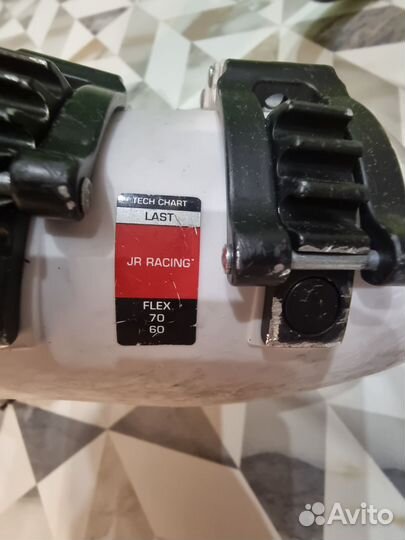 TECH CHART
LAST
JR RACING
FLEX
70
60
Avito